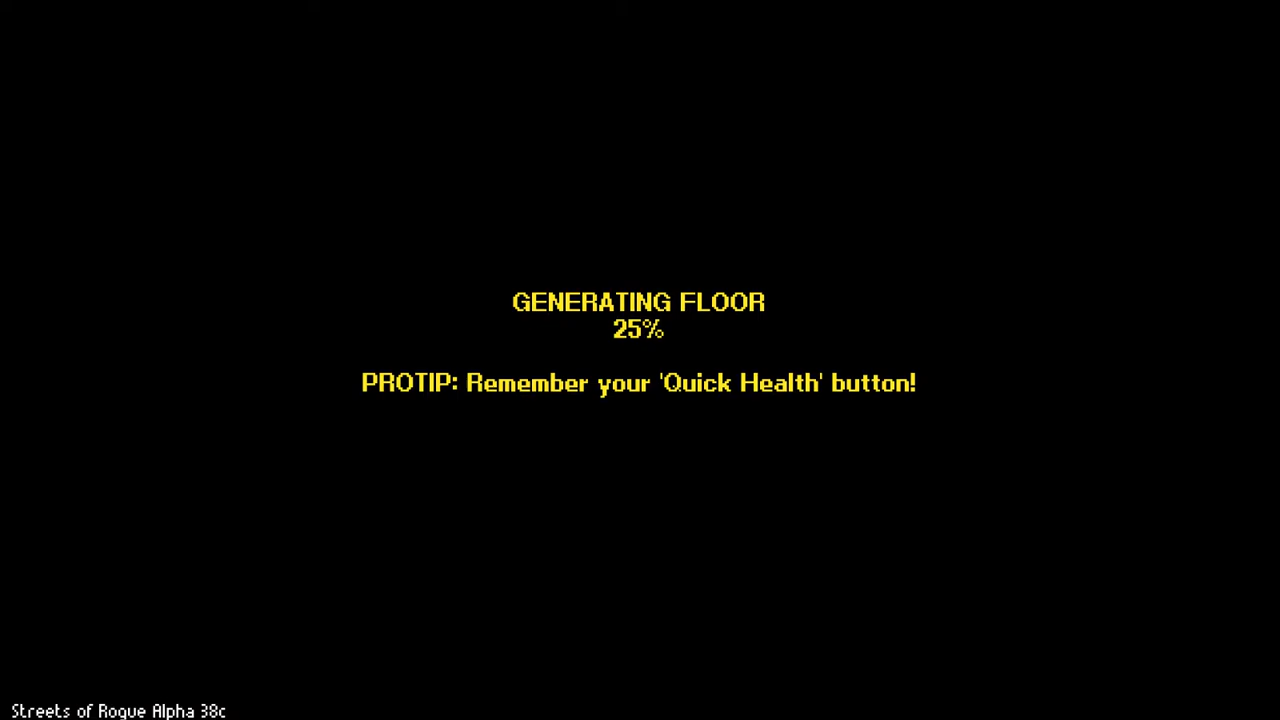 GENERATING FLOOR
25%
PROTIP: Remember your 'Quick Health' button!
Streets of Rogue Alpha 38c